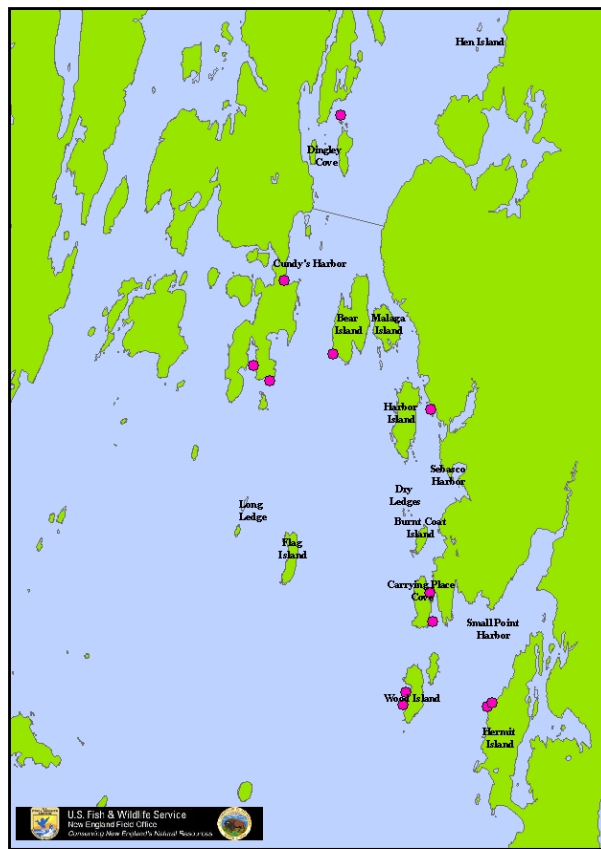 Hen Island
Dingley
Cove
Cundy's Harbor
Bear
Island
Malaga
Island
Harbor
Island
Sebasco
Harbor
Dry
Ledges
Long
Ledge
Burnt Coat
Island
Flag
Island
Carrying Place
Cove
Small Point
Harbor
Wood Island
Hermit
Island
U.S. Fish & Wildlife Service
New England Field Office
Conserving New England's Natural Resources